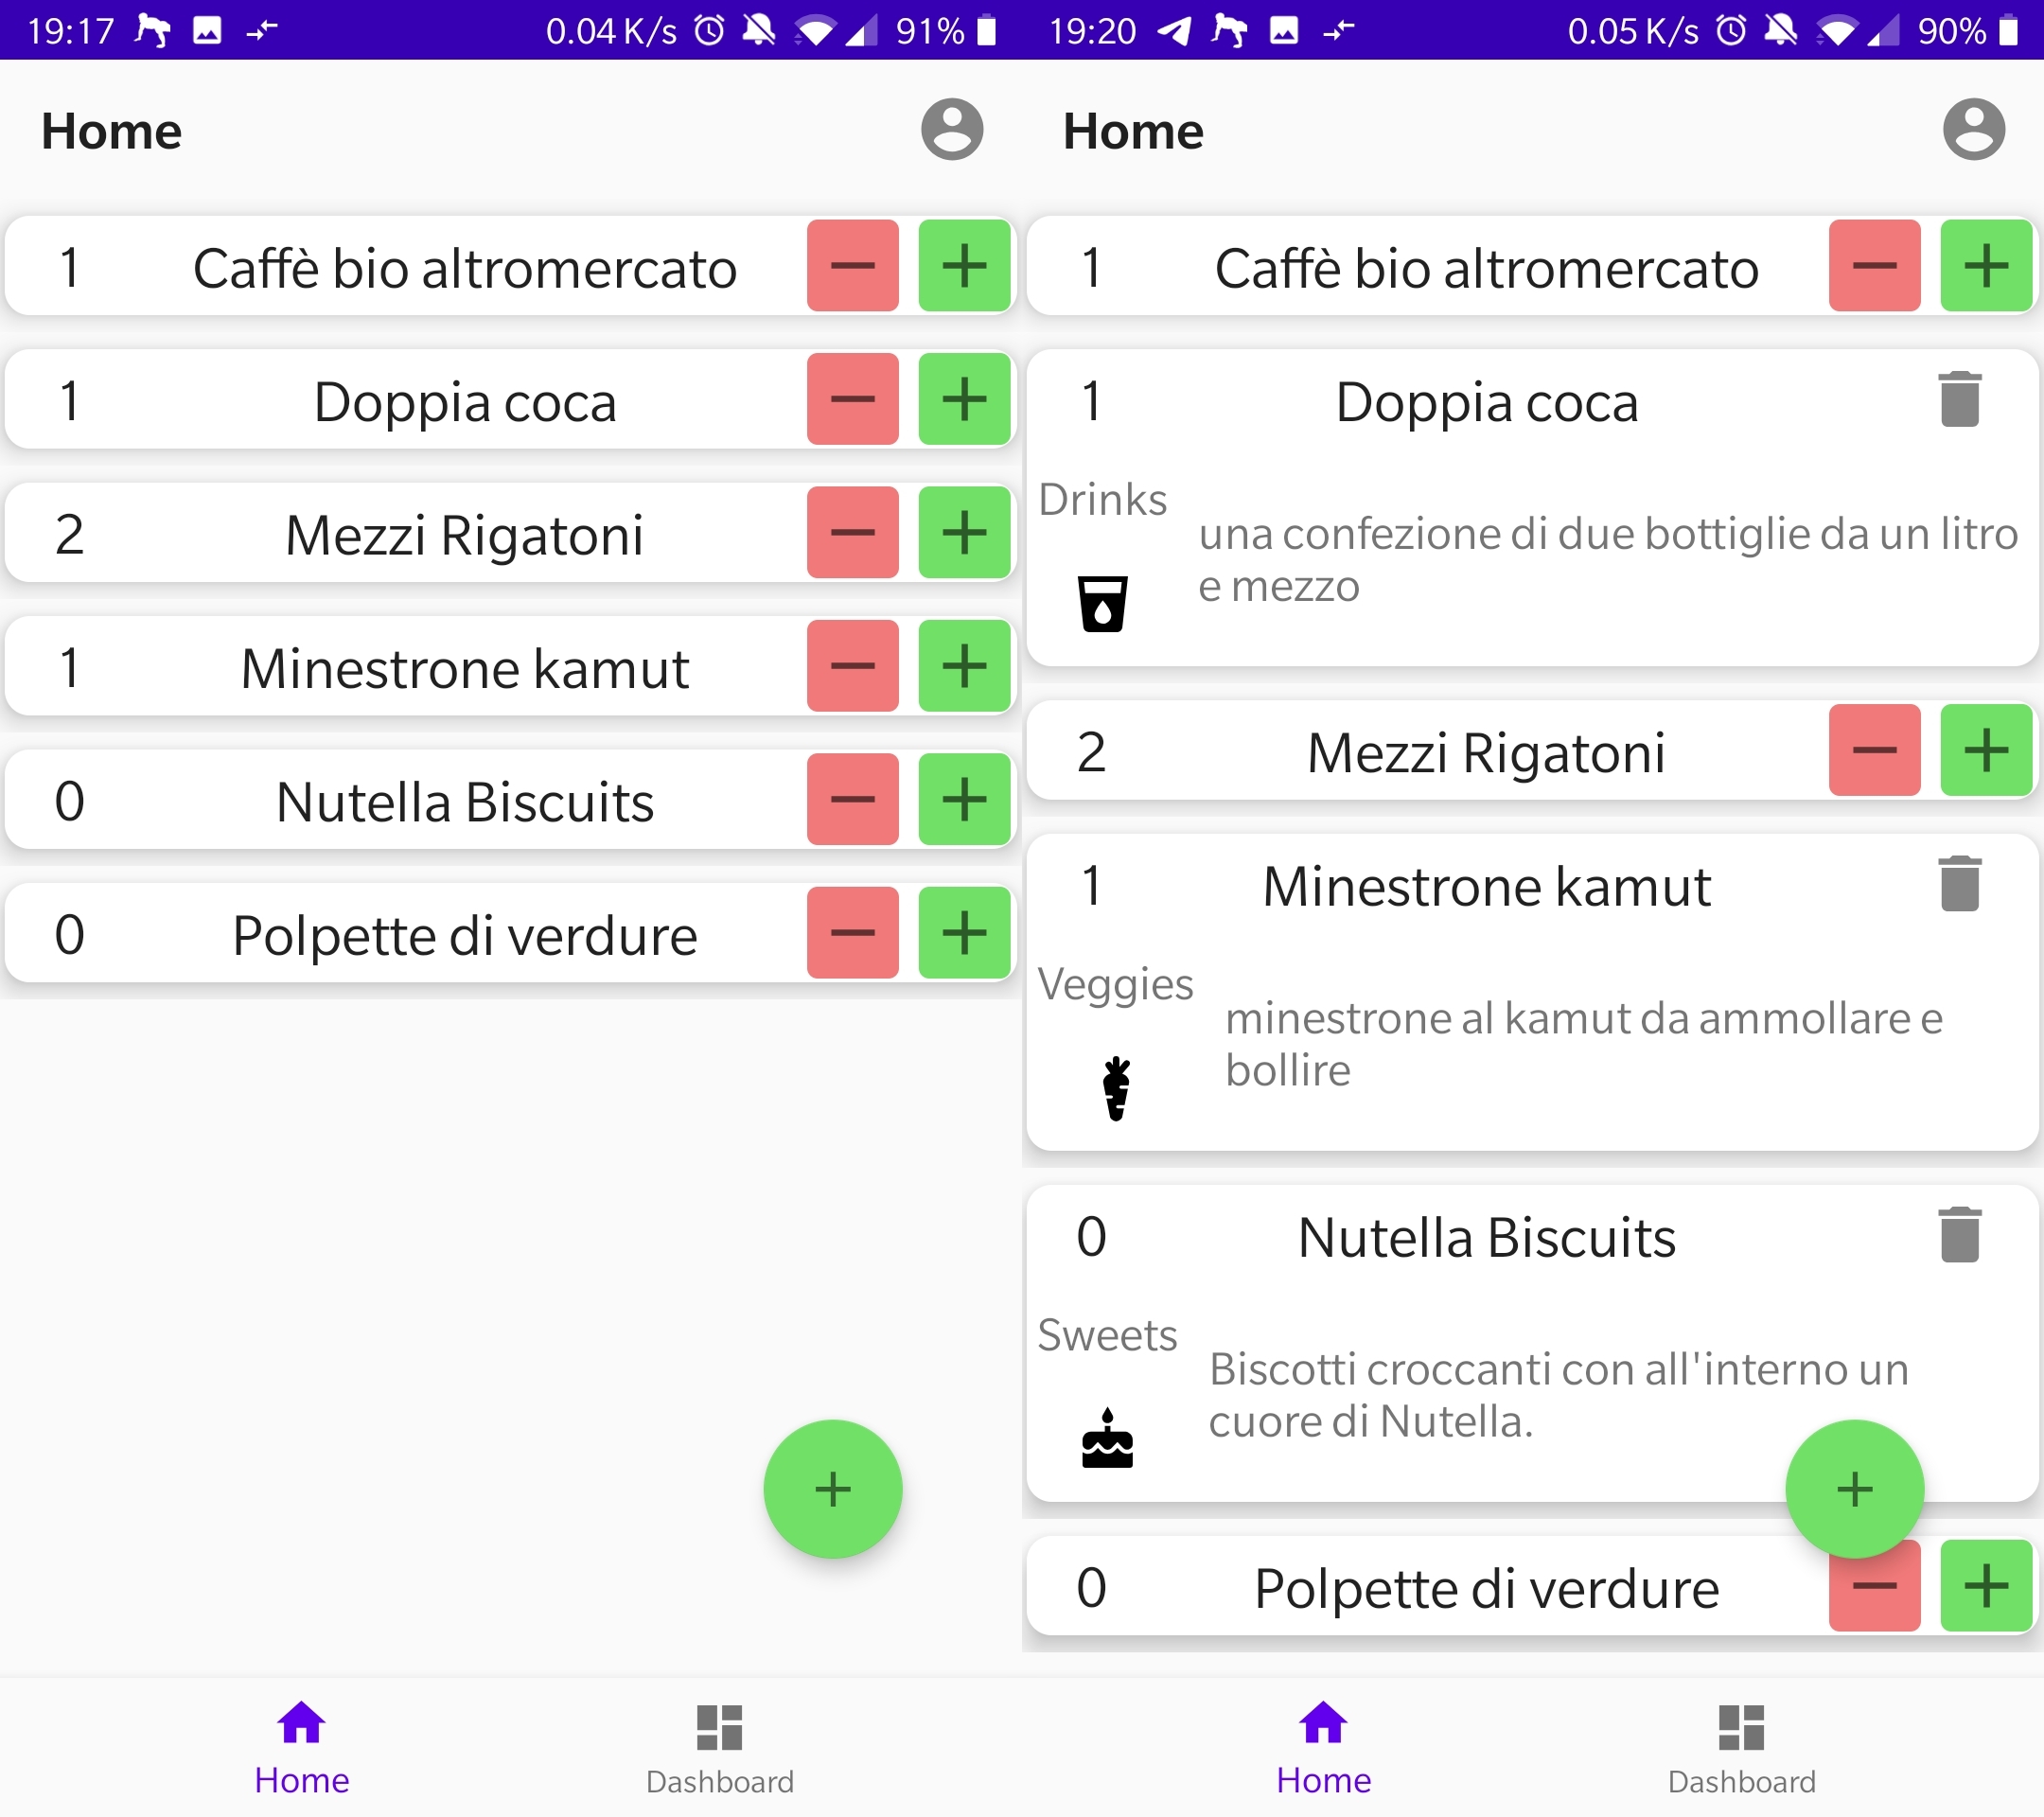 19:17 0.04 K/s 91%
Home
1 Caffè bio altromercato
1 Doppia coca
2 Mezzi Rigatoni
1 Minestrone kamut
0 Nutella Biscuits
0 Polpette di verdure
Home Dashboard
19:20 0.05 K/s 90%
Home
1 Caffè bio altromercato
1 Doppia coca
Drinks
una confezione di due bottiglie da un litro
e mezzo
2 Mezzi Rigatoni
1 Minestrone kamut
Veggies
minestrone al kamut da ammollare e
bollire
0 Nutella Biscuits
Sweets
Biscotti croccanti con all'interno un
cuore di Nutella.
0 Polpette di verdure
Home Dashboard